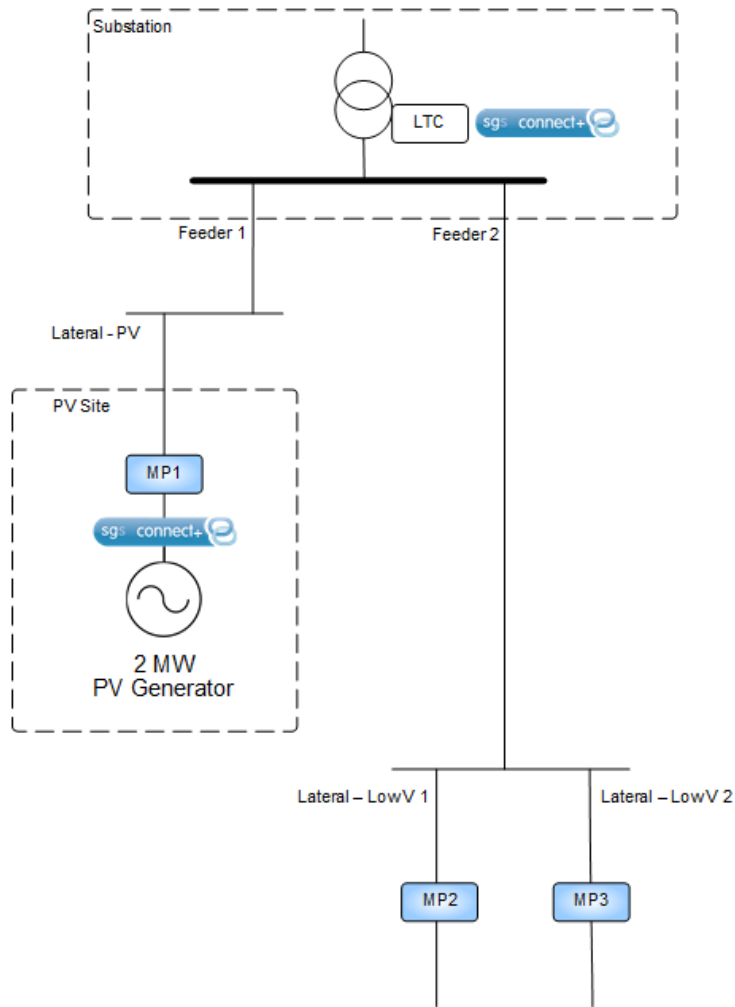 Substation
LTC
sgs connect+
Feeder 1
Feeder 2
Lateral - PV
PV Site
MP1
sgs connect+
2 MW
PV Generator
Lateral – LowV 1
Lateral – LowV 2
MP2
MP3